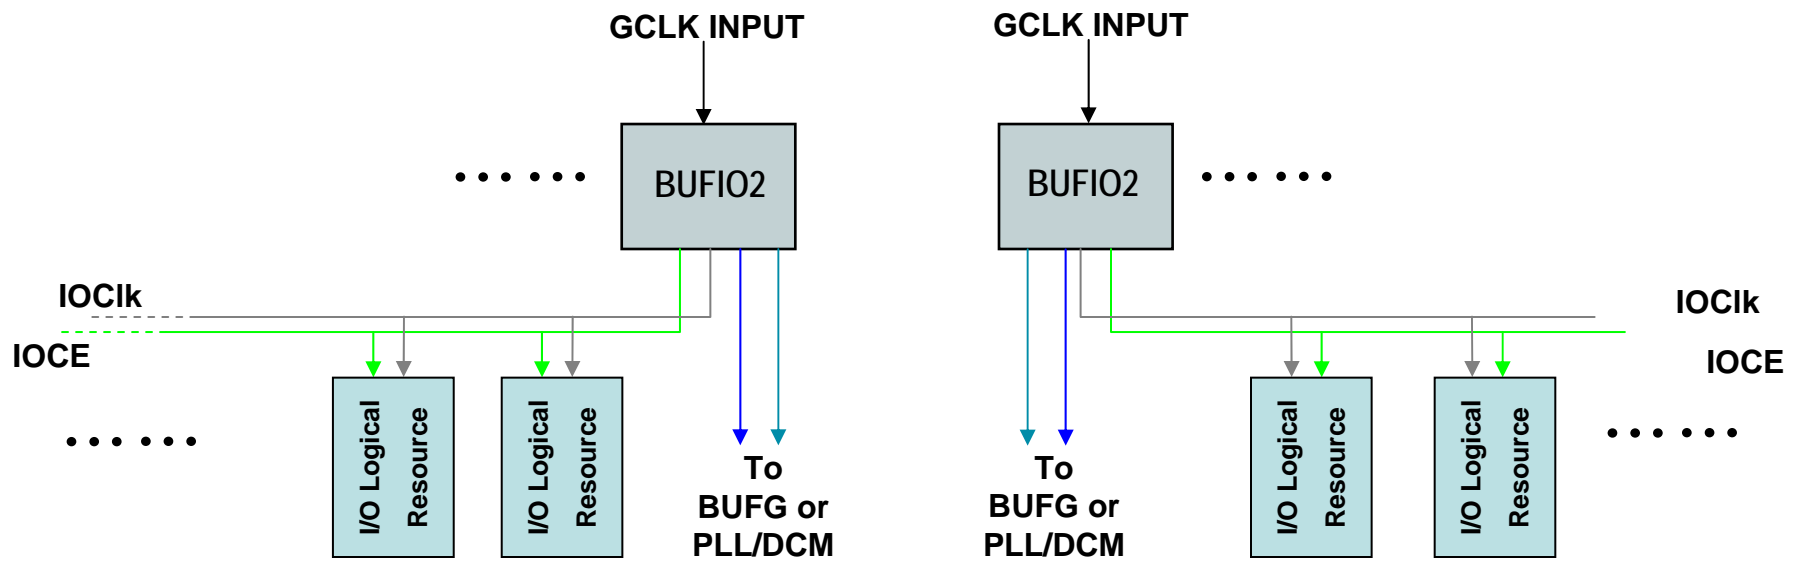 GCLK INPUT
GCLK INPUT
BUFIO2
BUFIO2
IOClk
IOClk
IOCE
IOCE
I/O Logical
Resource
I/O Logical
Resource
To
BUFG or
PLL/DCM
To
BUFG or
PLL/DCM
I/O Logical
Resource
I/O Logical
Resource